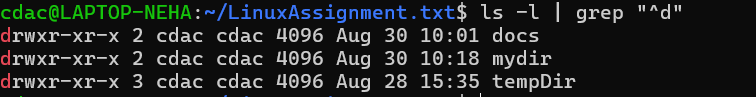 cdac@LAPTOP-NEHA:~/LinuxAssignment.txt$ ls -l | grep "^d"
drwxr-xr-x 2 cdac cdac 4096 Aug 30 10:01 docs
drwxr-xr-x 2 cdac cdac 4096 Aug 30 10:18 mydir
drwxr-xr-x 3 cdac cdac 4096 Aug 28 15:35 tempDir